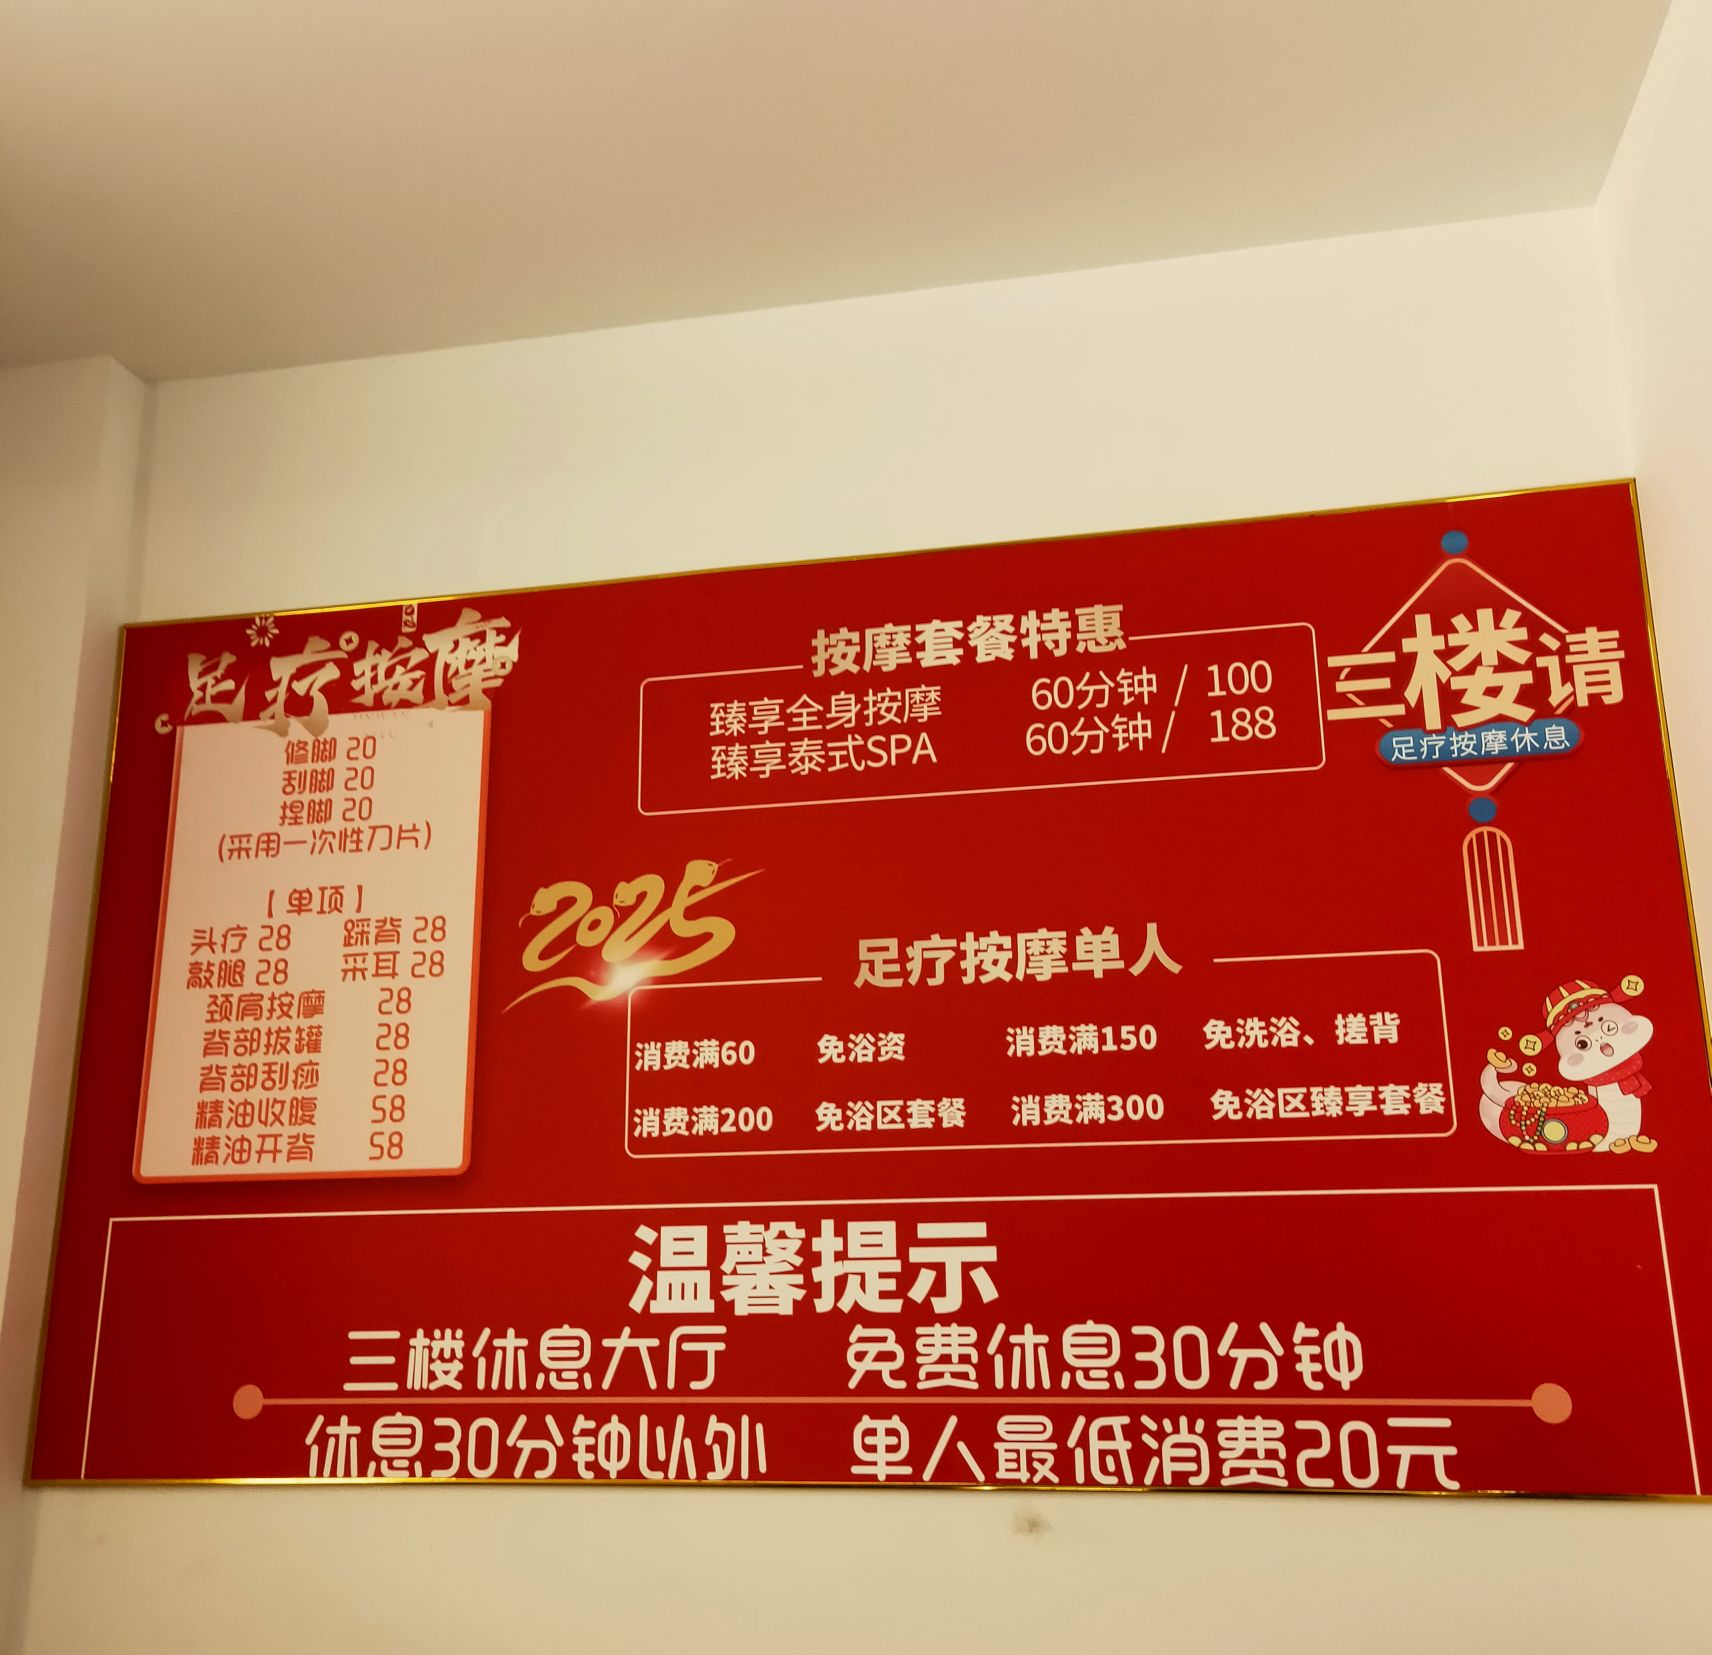 足疗按摩
修脚 20
刮脚 20
捏脚 20
(采用一次性刀片)
【单项】
头疗 28 踩背 28
敲腿 28 采耳 28
颈肩按摩 28
背部拔罐 28
背部刮痧 28
精油收腹 58
精油开背 58
按摩套餐特惠
臻享全身按摩 60分钟 / 100
臻享泰式SPA 60分钟 / 188
三楼请
足疗按摩休息
2025
足疗按摩单人
消费满60 免浴资 消费满150 免洗浴、搓背
消费满200 免浴区套餐 消费满300 免浴区臻享套餐
温馨提示
三楼休息大厅 免费休息30分钟
休息30分钟以外 单人最低消费20元